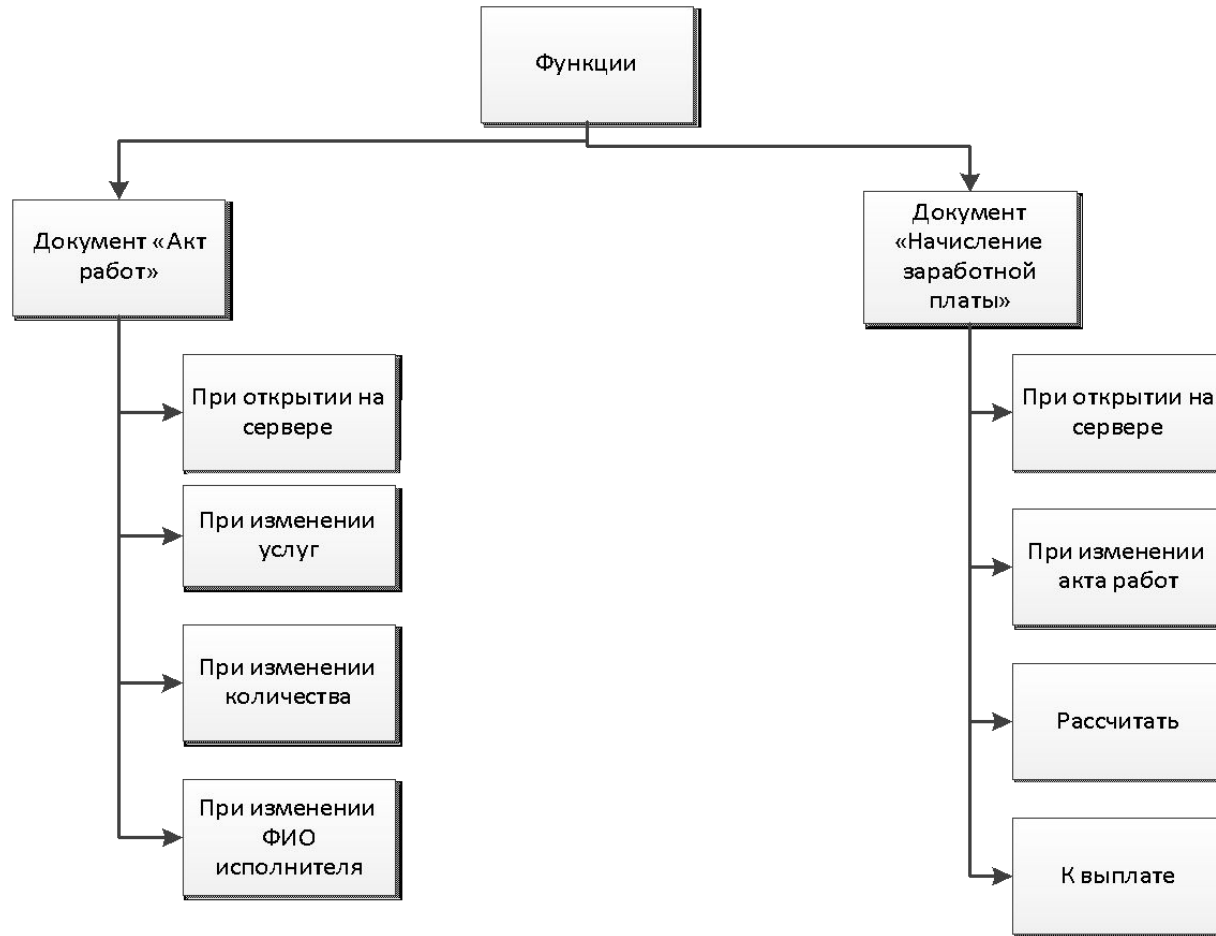 Функции
Документ «Акт
работ»
При открытии на
сервере
При изменении
услуг
При изменении
количества
При изменении
ФИО
исполнителя
Документ
«Начисление
заработной
платы»
При открытии на
сервере
При изменении
акта работ
Рассчитать
К выплате